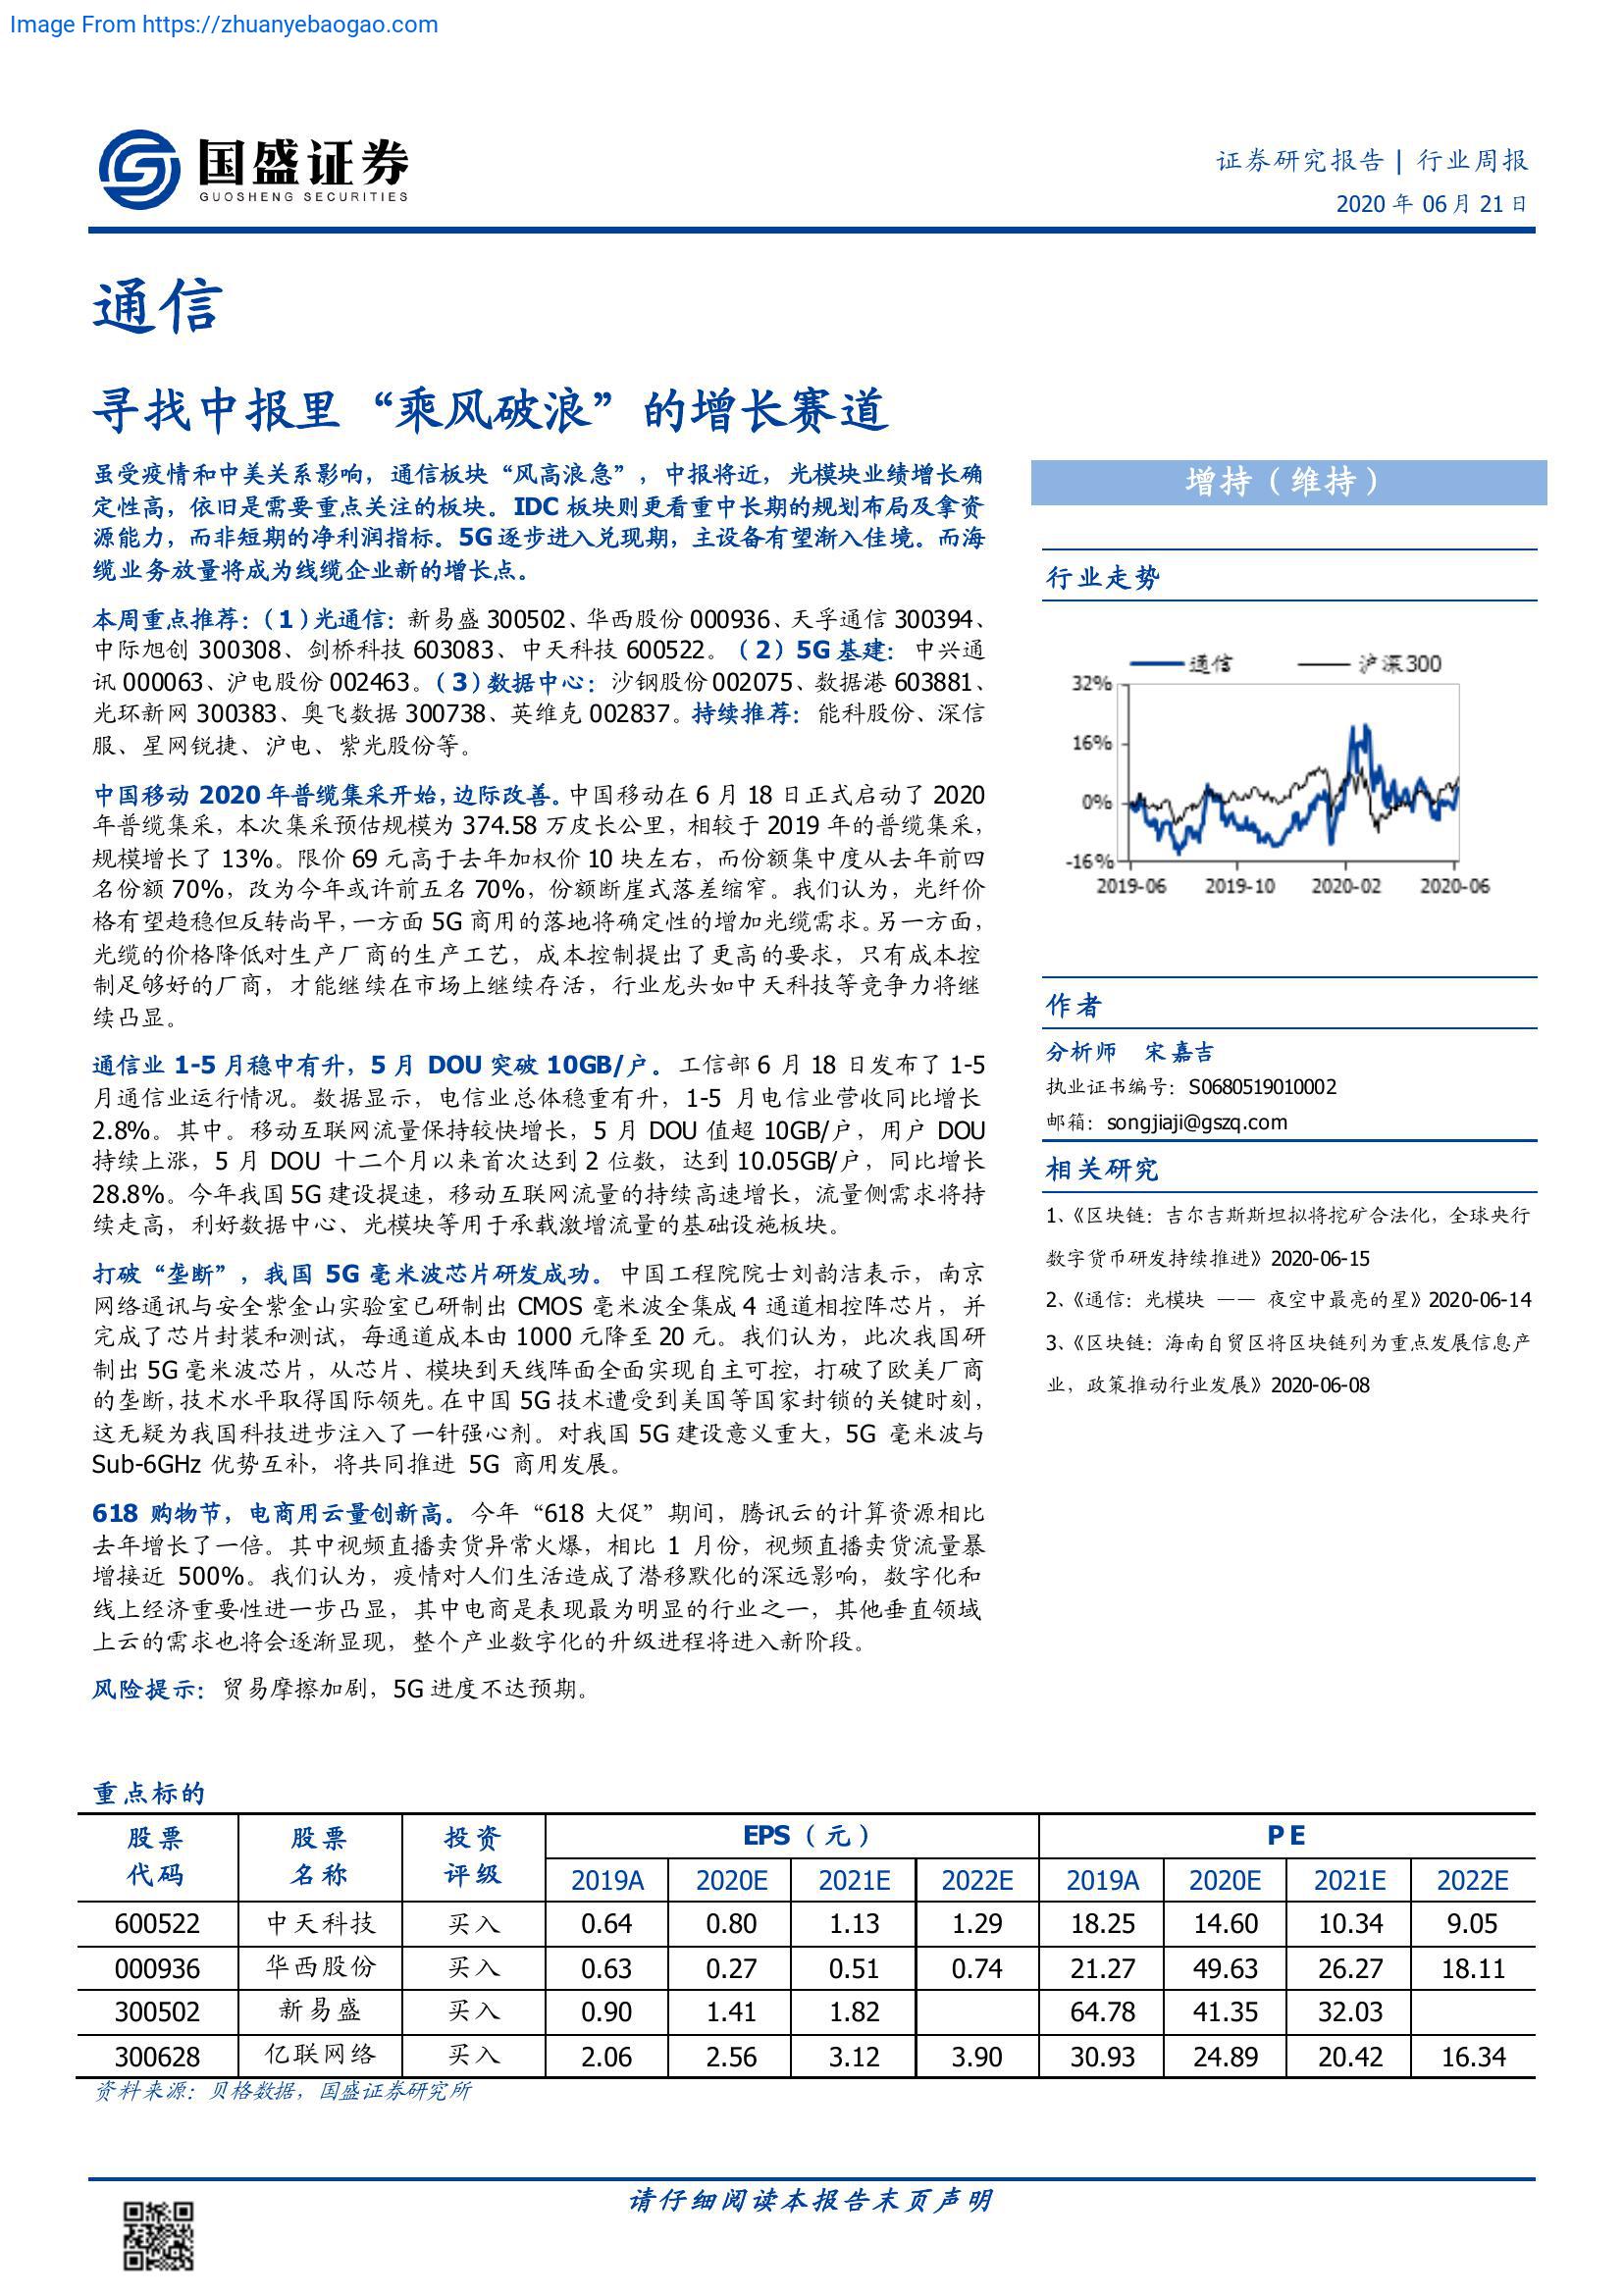 Image From https://zhuanyebaogao.com
国盛证券
GUOSHENG SECURITIES
证券研究报告 | 行业周报
2020 年 06 月 21 日
通信
寻找中报里“乘风破浪”的增长赛道
虽受疫情和中美关系影响，通信板块“风高浪急”，中报将近，光模块业绩增长确
定性高，依旧是需要重点关注的板块。IDC 板块则更看重中长期的规划布局及拿资
源能力，而非短期的净利润指标。5G 逐步进入兑现期，主设备有望渐入佳境。而海
缆业务放量将成为线缆企业新的增长点。
本周重点推荐：（1）光通信：新易盛 300502、华西股份 000936、天孚通信 300394、
中际旭创 300308、剑桥科技 603083、中天科技 600522。（2）5G 基建：中兴通
讯 000063、沪电股份 002463。（3）数据中心：沙钢股份 002075、数据港 603881、
光环新网 300383、奥飞数据 300738、英维克 002837。持续推荐：能科股份、深信
服、星网锐捷、沪电、紫光股份等。
中国移动 2020 年普缆集采开始，边际改善。中国移动在 6 月 18 日正式启动了 2020
年普缆集采，本次集采预估规模为 374.58 万皮长公里，相较于 2019 年的普缆集采，
规模增长了 13%。限价 69 元高于去年加权价 10 块左右，而份额集中度从去年前四
名份额 70%，改为今年或许前五名 70%，份额断崖式落差缩窄。我们认为，光纤价
格有望趋稳但反转尚早，一方面 5G 商用的落地将确定性的增加光缆需求。另一方面，
光缆的价格降低对生产厂商的生产工艺，成本控制提出了更高的要求，只有成本控
制足够好的厂商，才能继续在市场上继续存活，行业龙头如中天科技等竞争力将继
续凸显。
通信业 1-5 月稳中有升，5 月 DOU 突破 10GB/户。工信部 6 月 18 日发布了 1-5
月通信业运行情况。数据显示，电信业总体稳重有升，1-5 月电信业营收同比增长
2.8%。其中。移动互联网流量保持较快增长，5 月 DOU 值超 10GB/户，用户 DOU
持续上涨，5 月 DOU 十二个月以来首次达到 2 位数，达到 10.05GB/户，同比增长
28.8%。今年我国 5G 建设提速，移动互联网流量的持续高速增长，流量侧需求将持
续走高，利好数据中心、光模块等用于承载激增流量的基础设施板块。
打破“垄断”，我国 5G 毫米波芯片研发成功。中国工程院院士刘韵洁表示，南京
网络通讯与安全紫金山实验室已研制出 CMOS 毫米波全集成 4 通道相控阵芯片，并
完成了芯片封装和测试，每通道成本由 1000 元降至 20 元。我们认为，此次我国研
制出 5G 毫米波芯片，从芯片、模块到天线阵面全面实现自主可控，打破了欧美厂商
的垄断，技术水平取得国际领先。在中国 5G 技术遭受到美国等国家封锁的关键时刻，
这无疑为我国科技进步注入了一针强心剂。对我国 5G 建设意义重大，5G 毫米波与
Sub-6GHz 优势互补，将共同推进 5G 商用发展。
618 购物节，电商用云量创新高。今年“618 大促”期间，腾讯云的计算资源相比
去年增长了一倍。其中视频直播卖货异常火爆，相比 1 月份，视频直播卖货流量暴
增接近 500%。我们认为，疫情对人们生活造成了潜移默化的深远影响，数字化和
线上经济重要性进一步凸显，其中电商是表现最为明显的行业之一，其他垂直领域
上云的需求也将会逐渐显现，整个产业数字化的升级进程将进入新阶段。
风险提示：贸易摩擦加剧，5G 进度不达预期。
增持（维持）
行业走势
通信 沪深300
32%
16%
0%
-16%
2019-06 2019-10 2020-02 2020-06
作者
分析师 宋嘉吉
执业证书编号：S0680519010002
邮箱：songjiaji@gszq.com
相关研究
1、《区块链：吉尔吉斯斯坦拟将挖矿合法化，全球央行
数字货币研发持续推进》2020-06-15
2、《通信：光模块 —— 夜空中最亮的星》2020-06-14
3、《区块链：海南自贸区将区块链列为重点发展信息产
业，政策推动行业发展》2020-06-08
重点标的
股票 股票 投资 EPS（元） P E
代码 名称 评级 2019A 2020E 2021E 2022E 2019A 2020E 2021E 2022E
600522 中天科技 买入 0.64 0.80 1.13 1.29 18.25 14.60 10.34 9.05
000936 华西股份 买入 0.63 0.27 0.51 0.74 21.27 49.63 26.27 18.11
300502 新易盛 买入 0.90 1.41 1.82 64.78 41.35 32.03
300628 亿联网络 买入 2.06 2.56 3.12 3.90 30.93 24.89 20.42 16.34
资料来源：贝格数据，国盛证券研究所
请仔细阅读本报告末页声明